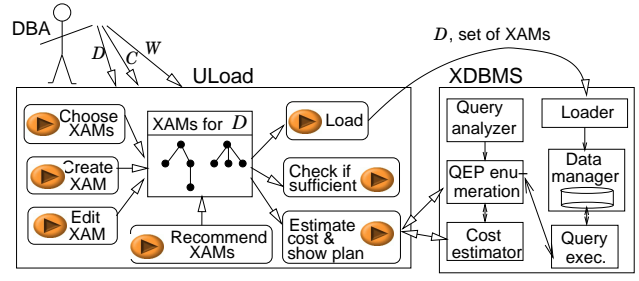 DBA
D
C
W
D, set of XAMs
ULoad
XDBMS
Choose
XAMs
Create
XAM
Edit
XAM
XAMs for D
Recommend
XAMs
Load
Check if
sufficient
Estimate
cost &
show plan
Query
analyzer
QEP enu-
meration
Cost
estimator
Loader
Data
manager
Query
exec.